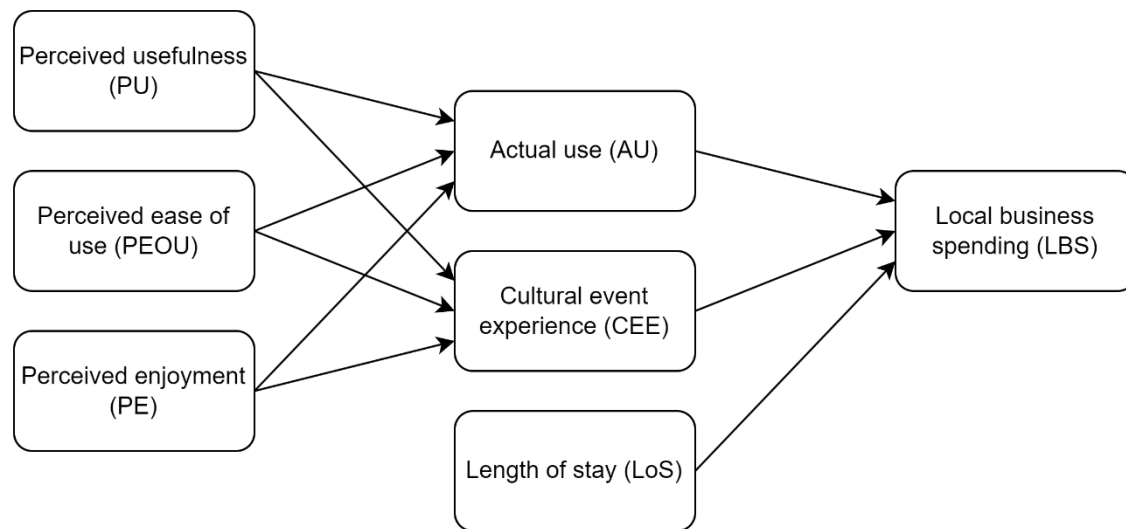 Perceived usefulness
(PU)
Perceived ease of
use (PEOU)
Perceived enjoyment
(PE)
Actual use (AU)
Cultural event
experience (CEE)
Length of stay (LoS)
Local business
spending (LBS)